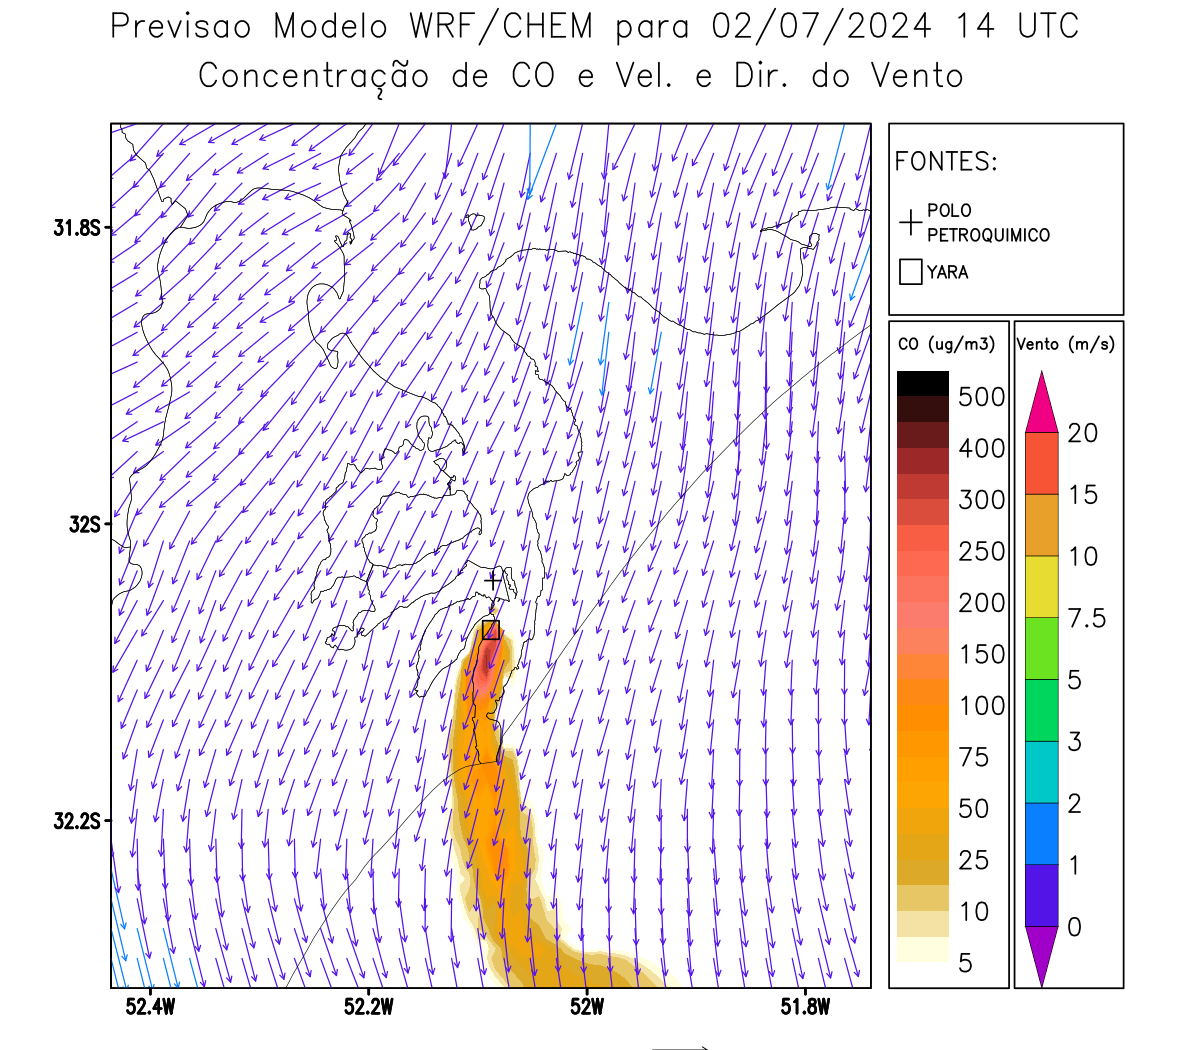 Previsao Modelo WRF/CHEM para 02/07/2024 14 UTC
Concentração de CO e Vel. e Dir. do Vento
FONTES:
POLO
PETROQUIMICO
YARA
CO (ug/m3)
500
400
300
250
200
150
100
75
50
25
10
5
Vento (m/s)
20
15
10
7.5
5
3
2
1
0
31.8S
32S
32.2S
52.4W
52.2W
52W
51.8W